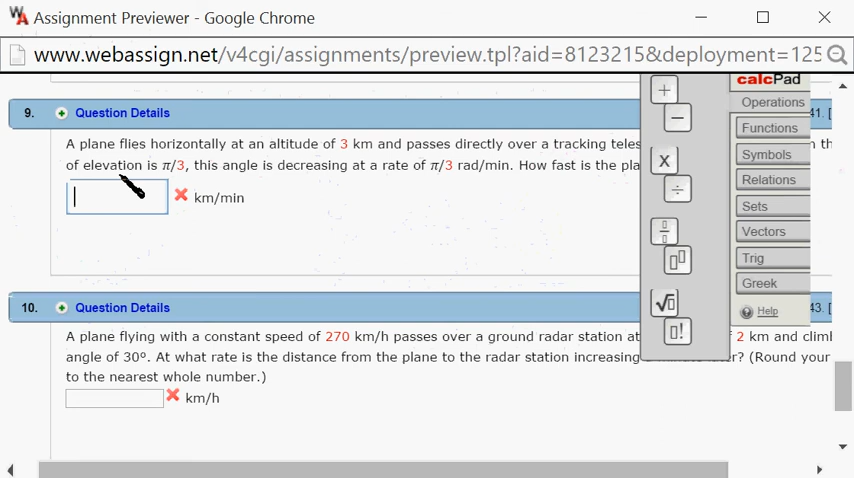 Assignment Previewer - Google Chrome
www.webassign.net/v4cgi/assignments/preview.tpl?aid=8123215&deployment=125
calcPad
Operations
Functions
Symbols
Relations
Sets
Vectors
Trig
Greek
Help
9. Question Details 41. [
A plane flies horizontally at an altitude of 3 km and passes directly over a tracking teles
of elevation is π/3, this angle is decreasing at a rate of π/3 rad/min. How fast is the pla
km/min
10. Question Details 43. [
A plane flying with a constant speed of 270 km/h passes over a ground radar station at 2 km and climb
angle of 30º. At what rate is the distance from the plane to the radar station increasing later? (Round your
to the nearest whole number.)
km/h